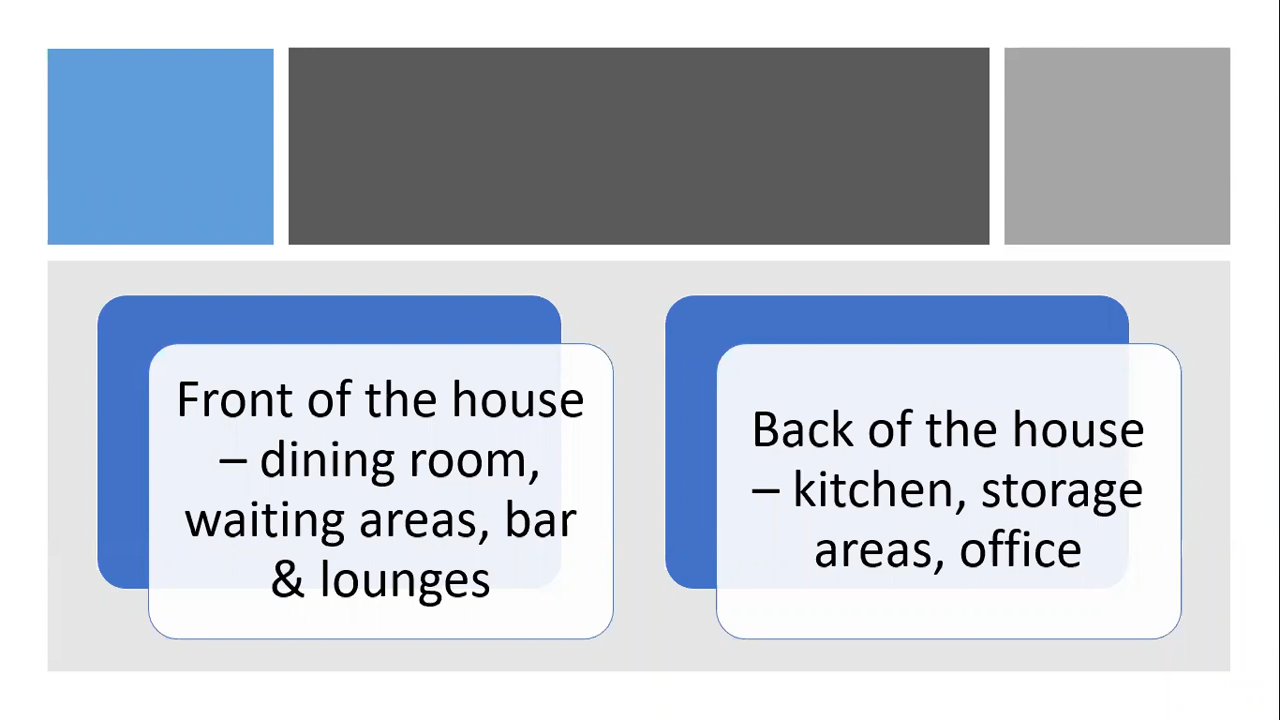 Front of the house
– dining room,
waiting areas, bar
& lounges
Back of the house
– kitchen, storage
areas, office